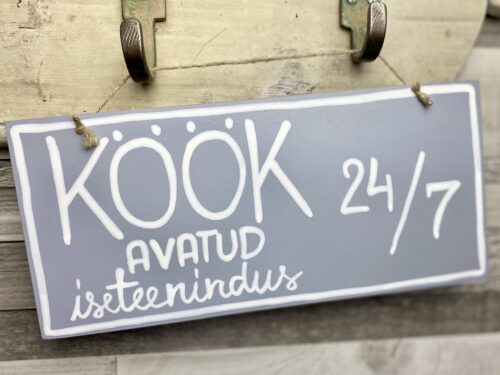 KÖÖK 24/7
AVATUD
iseteenindus